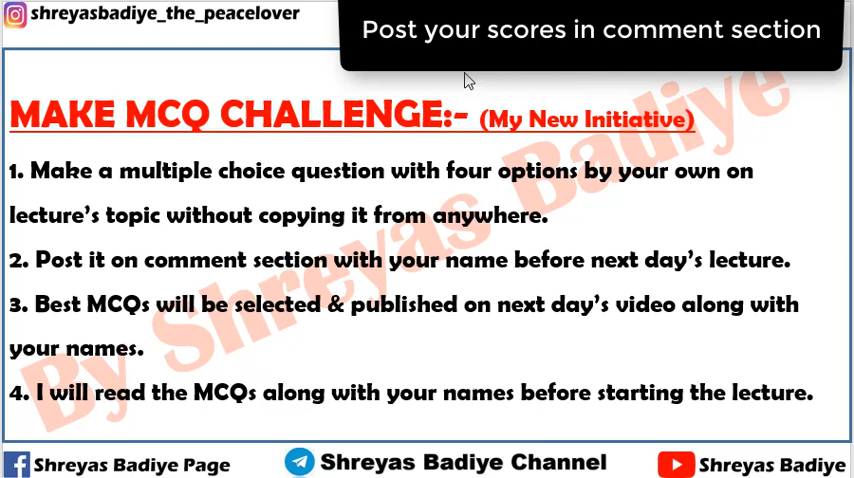 shreyasbadiye_the_peacelover
Post your scores in comment section
MAKE MCQ CHALLENGE:- (My New Initiative)
1. Make a multiple choice question with four options by your own on
lecture's topic without copying it from anywhere.
2. Post it on comment section with your name before next day's lecture.
3. Best MCQs will be selected & published on next day's video along with
your names.
4. I will read the MCQs along with your names before starting the lecture.
By Shreyas Badiye
Shreyas Badiye Page
Shreyas Badiye Channel
Shreyas Badiye